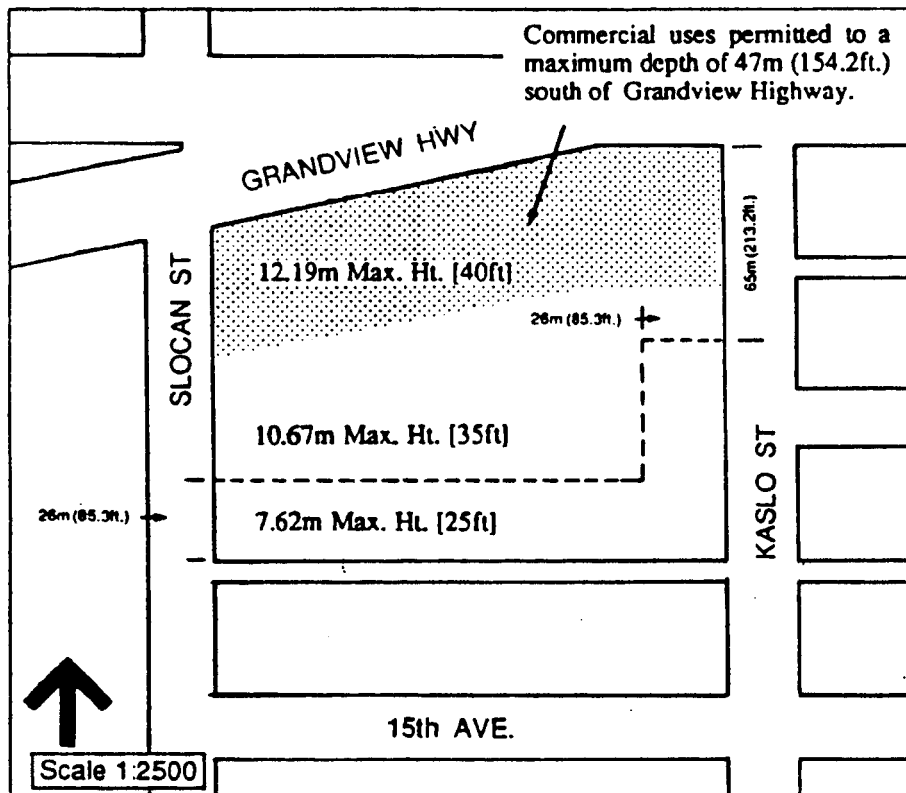 Commercial uses permitted to a
maximum depth of 47m (154.2ft.)
south of Grandview Highway.
GRANDVIEW HWY
65m (213.2ft.)
SLOCAN ST
12.19m Max. Ht. [40ft]
26m (85.3ft.)
10.67m Max. Ht. [35ft]
KASLO ST
26m (85.3ft.)
7.62m Max. Ht. [25ft]
15th AVE.
Scale 1:2500